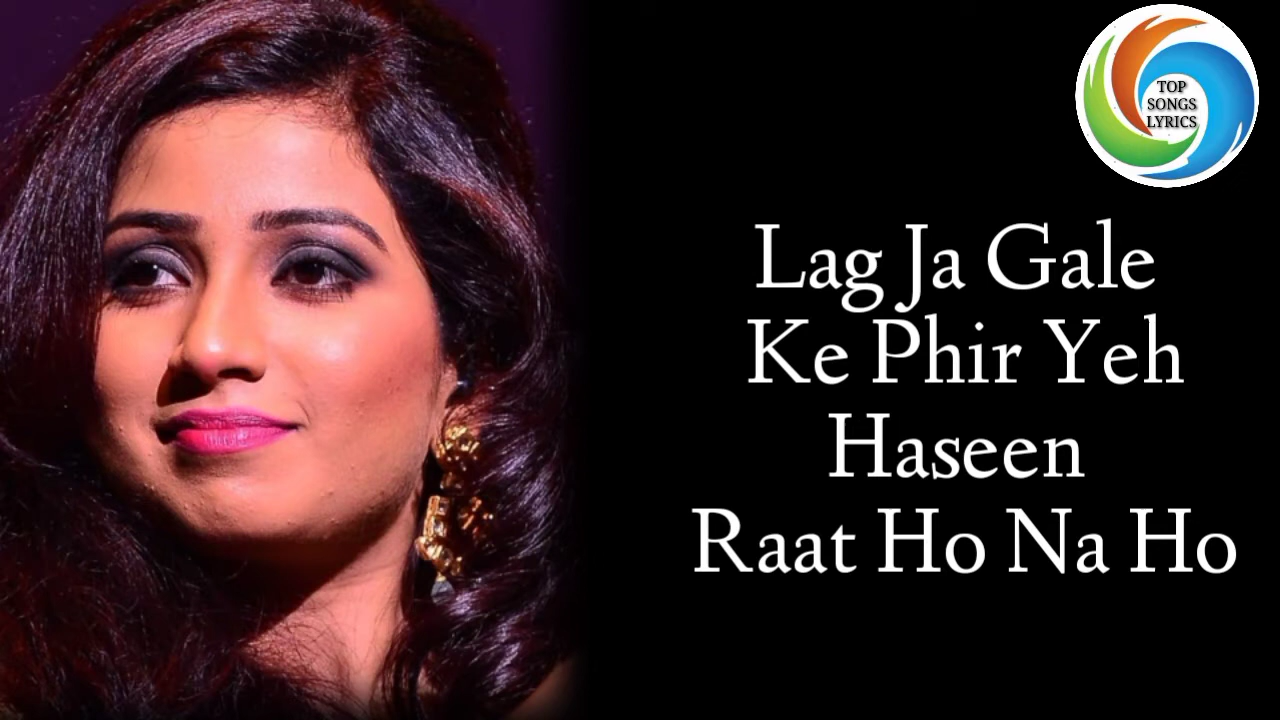 TOP
SONGS
LYRICS
Lag Ja Gale
Ke Phir Yeh
Haseen
Raat Ho Na Ho